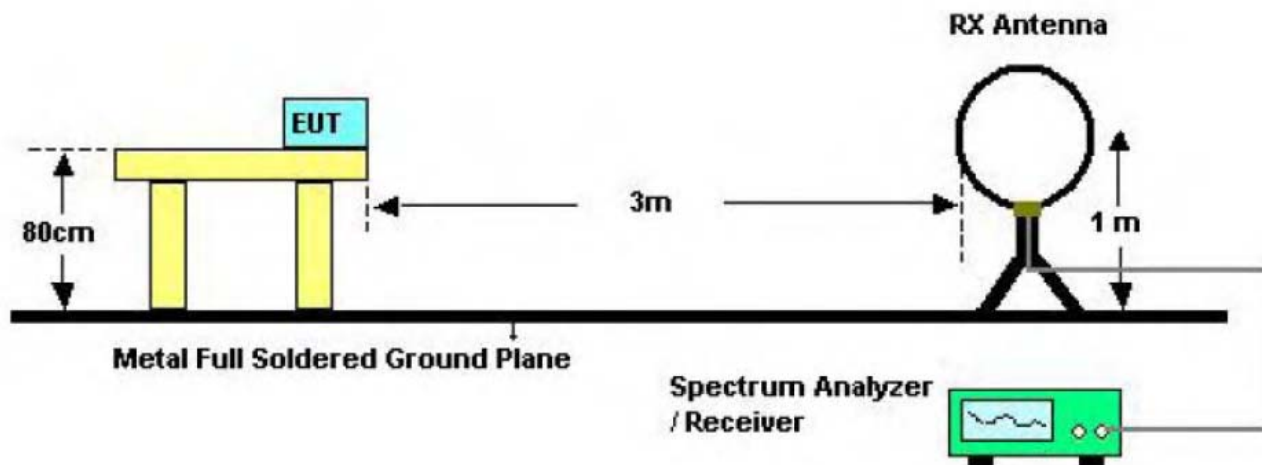 RX Antenna
EUT
3m
80cm
1 m
Metal Full Soldered Ground Plane
Spectrum Analyzer
/ Receiver